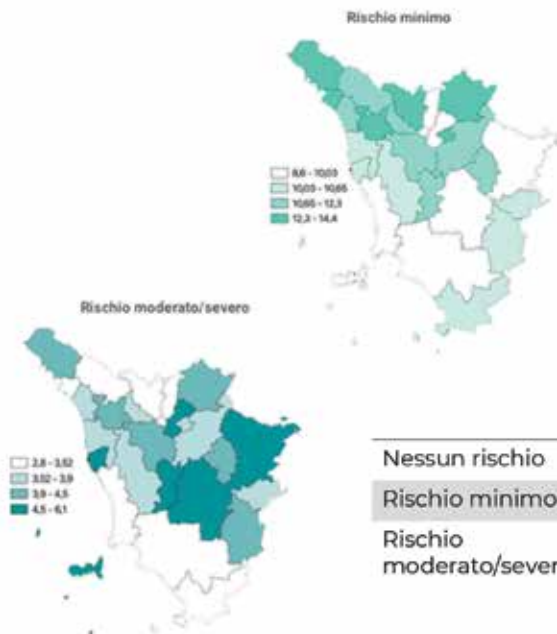 Rischio minimo
8,6 - 10,03
10,03 - 10,65
10,65 - 12,3
12,3 - 14,4
Rischio moderato/severo
2,8 - 3,52
3,52 - 3,9
3,9 - 4,5
4,5 - 6,1
Nessun rischio
Rischio minimo
Rischio
moderato/sever